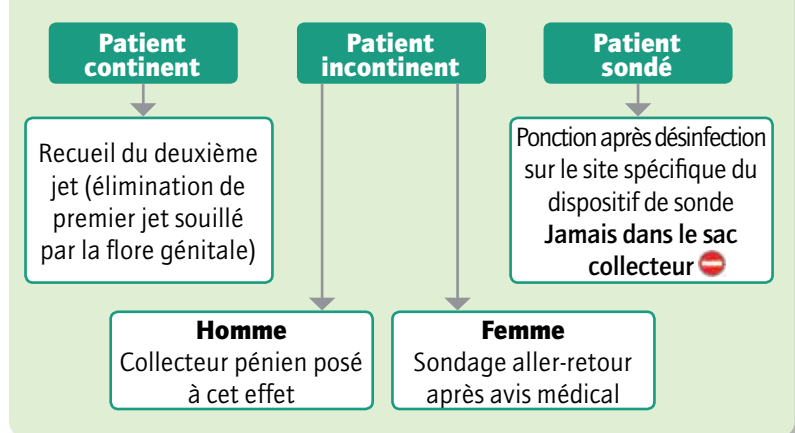 Patient
continent
Patient
incontinent
Patient
sondé
Recueil du deuxième
jet (élimination de
premier jet souillé
par la flore génitale)
Ponction après désinfection
sur le site spécifique du
dispositif de sonde
Jamais dans le sac
collecteur
Homme
Collecteur pénien posé
à cet effet
Femme
Sondage aller-retour
après avis médical